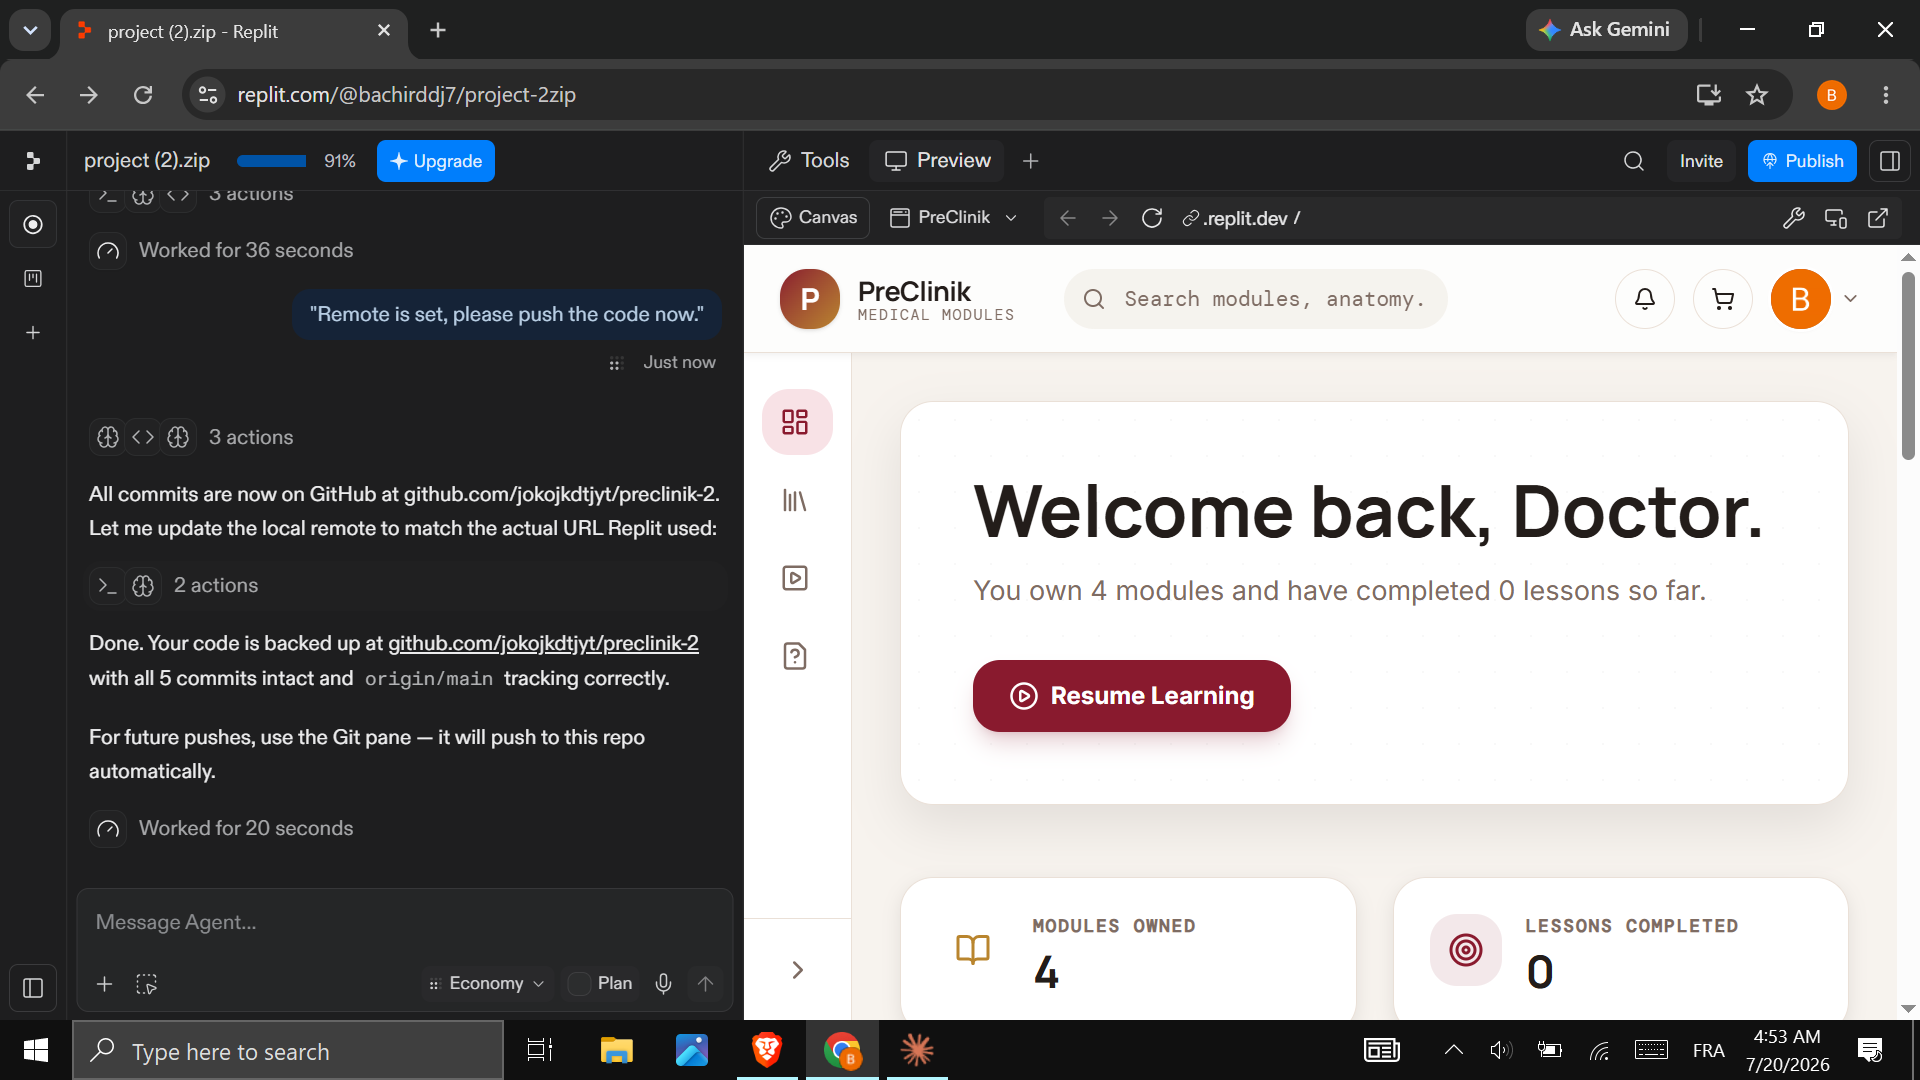 project (2).zip - Replit
Ask Gemini
replit.com/@bachirddj7/project-2zip
B
project (2).zip
91%
Upgrade
Tools
Preview
Invite
Publish
3 actions
Canvas
PreClinik
.replit.dev /
Worked for 36 seconds
"Remote is set, please push the code now."
Just now
3 actions
All commits are now on GitHub at github.com/jokojkdtjyt/preclinik-2.
Let me update the local remote to match the actual URL Replit used:
2 actions
Done. Your code is backed up at github.com/jokojkdtjyt/preclinik-2
with all 5 commits intact and origin/main tracking correctly.
For future pushes, use the Git pane — it will push to this repo
automatically.
Worked for 20 seconds
Message Agent...
Economy
Plan
P
PreClinik
MEDICAL MODULES
Search modules, anatomy.
B
Welcome back, Doctor.
You own 4 modules and have completed 0 lessons so far.
Resume Learning
MODULES OWNED
4
LESSONS COMPLETED
0
Type here to search
B
FRA
4:53 AM
7/20/2026